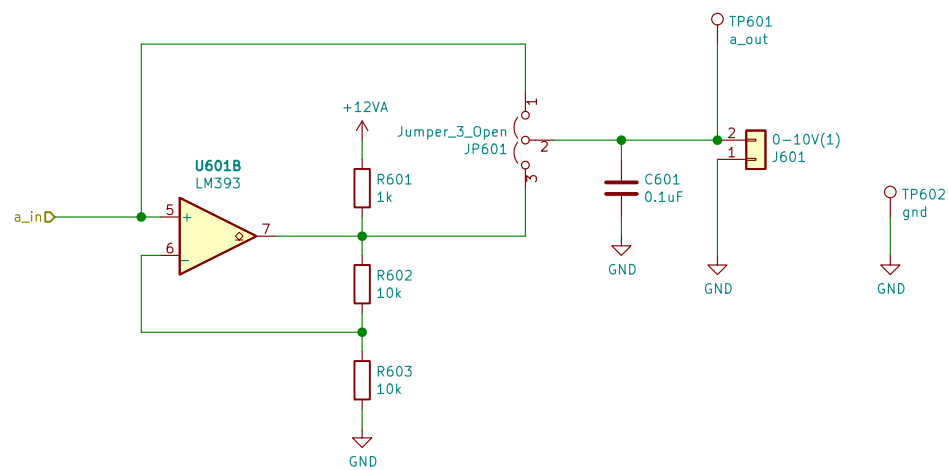 TP601
a_out
+12VA
1
Jumper_3_Open
JP601
2
3
2
1
0-10V(1)
J601
U601B
LM393
R601
1k
C601
0.1uF
TP602
gnd
a_in
5
+
6
-
7
R602
10k
GND
GND
GND
R603
10k
GND